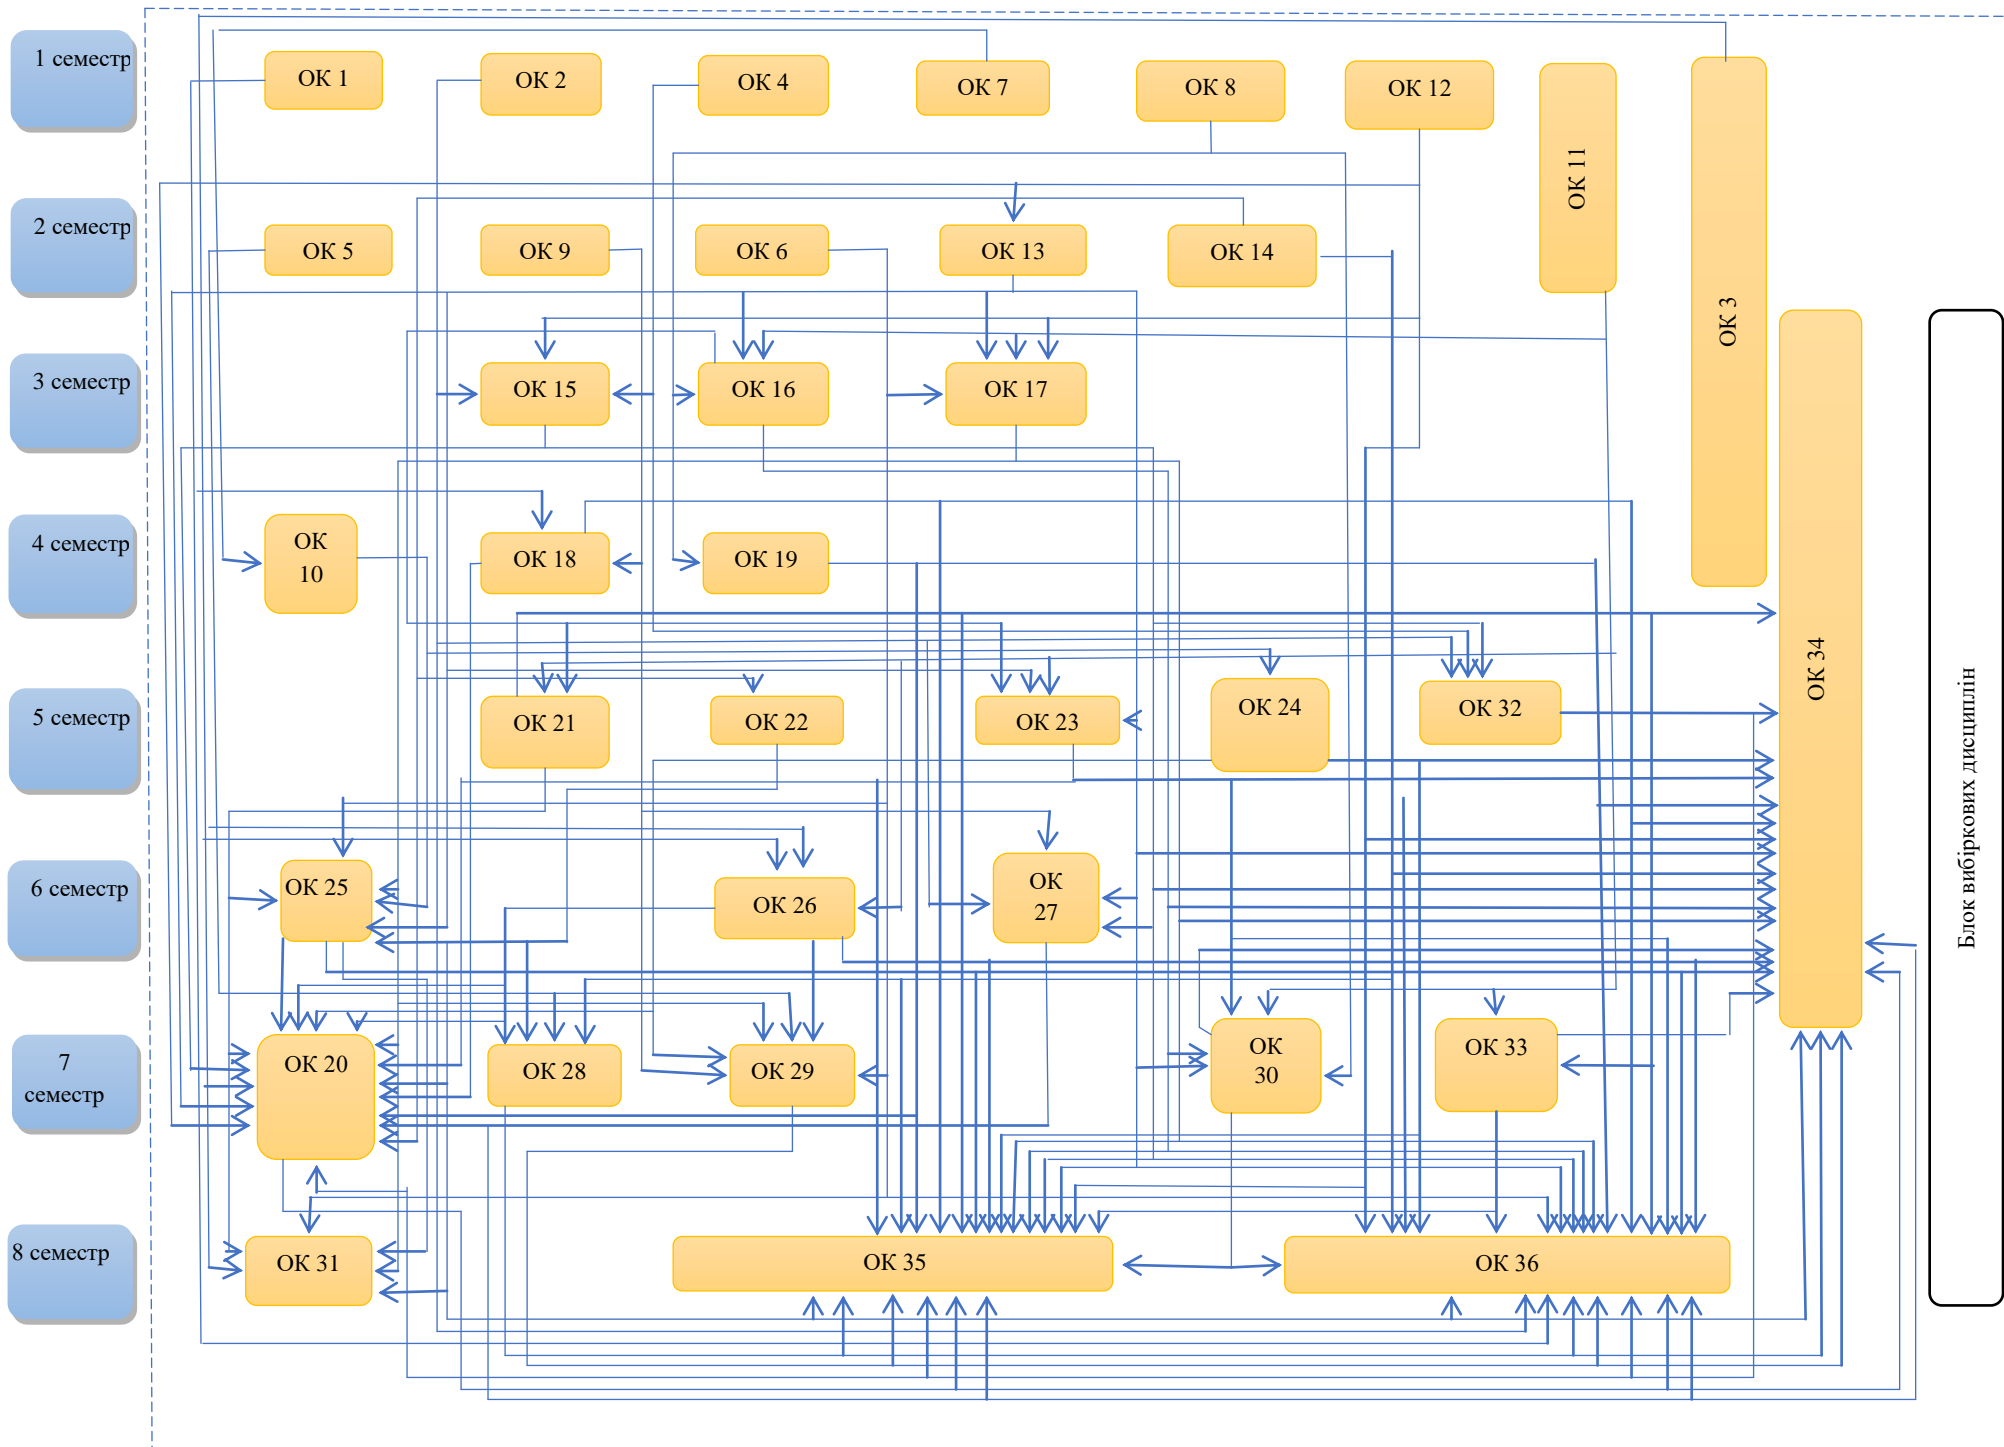 1 семестр
ОК 1
ОК 2
ОК 4
ОК 7
ОК 8
ОК 12
ОК 11
ОК 3
2 семестр
ОК 5
ОК 9
ОК 6
ОК 13
ОК 14
3 семестр
ОК 15
ОК 16
ОК 17
4 семестр
ОК
10
ОК 18
ОК 19
ОК 34
Блок вибіркових дисциплін
5 семестр
ОК 21
ОК 22
ОК 23
ОК 24
ОК 32
6 семестр
ОК 25
ОК 26
ОК
27
7
семестр
ОК 20
ОК 28
ОК 29
ОК
30
ОК 33
8 семестр
ОК 31
ОК 35
ОК 36